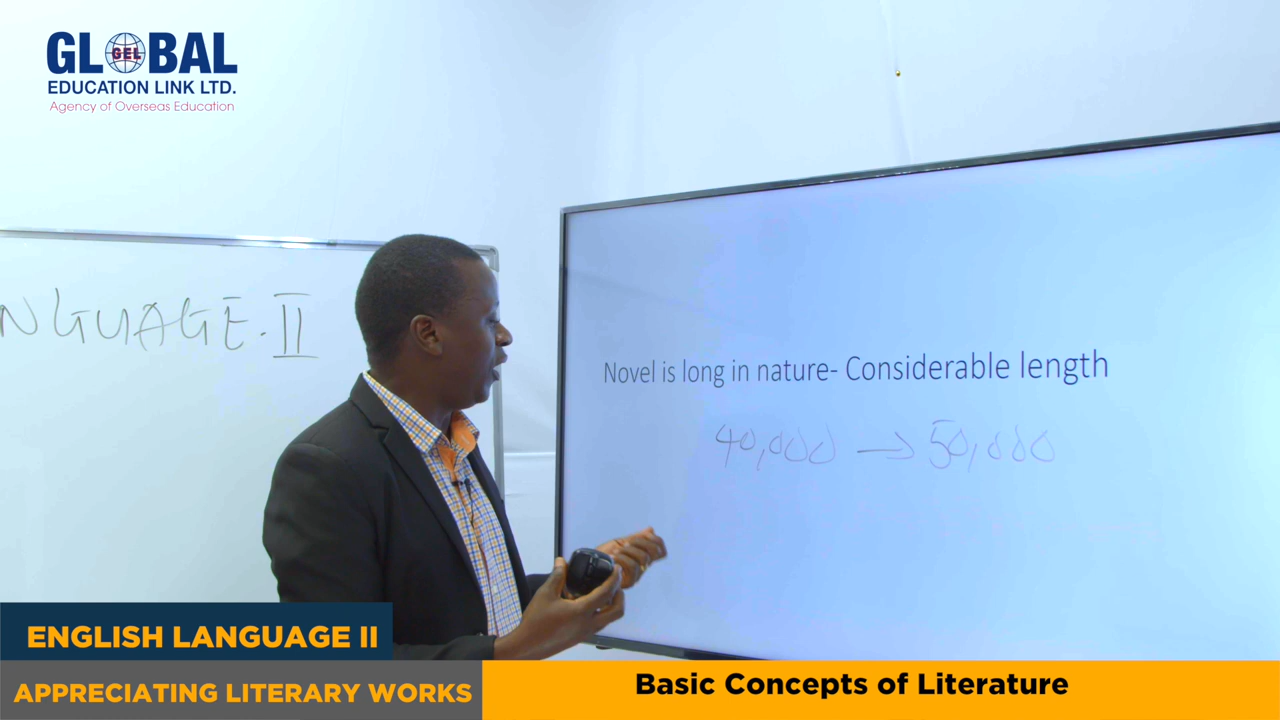 GLOBAL
GEL
EDUCATION LINK LTD.
Agency of Overseas Education
NGUAGE. II
Novel is long in nature- Considerable length
40,000 → 50,000
ENGLISH LANGUAGE II
APPRECIATING LITERARY WORKS
Basic Concepts of Literature